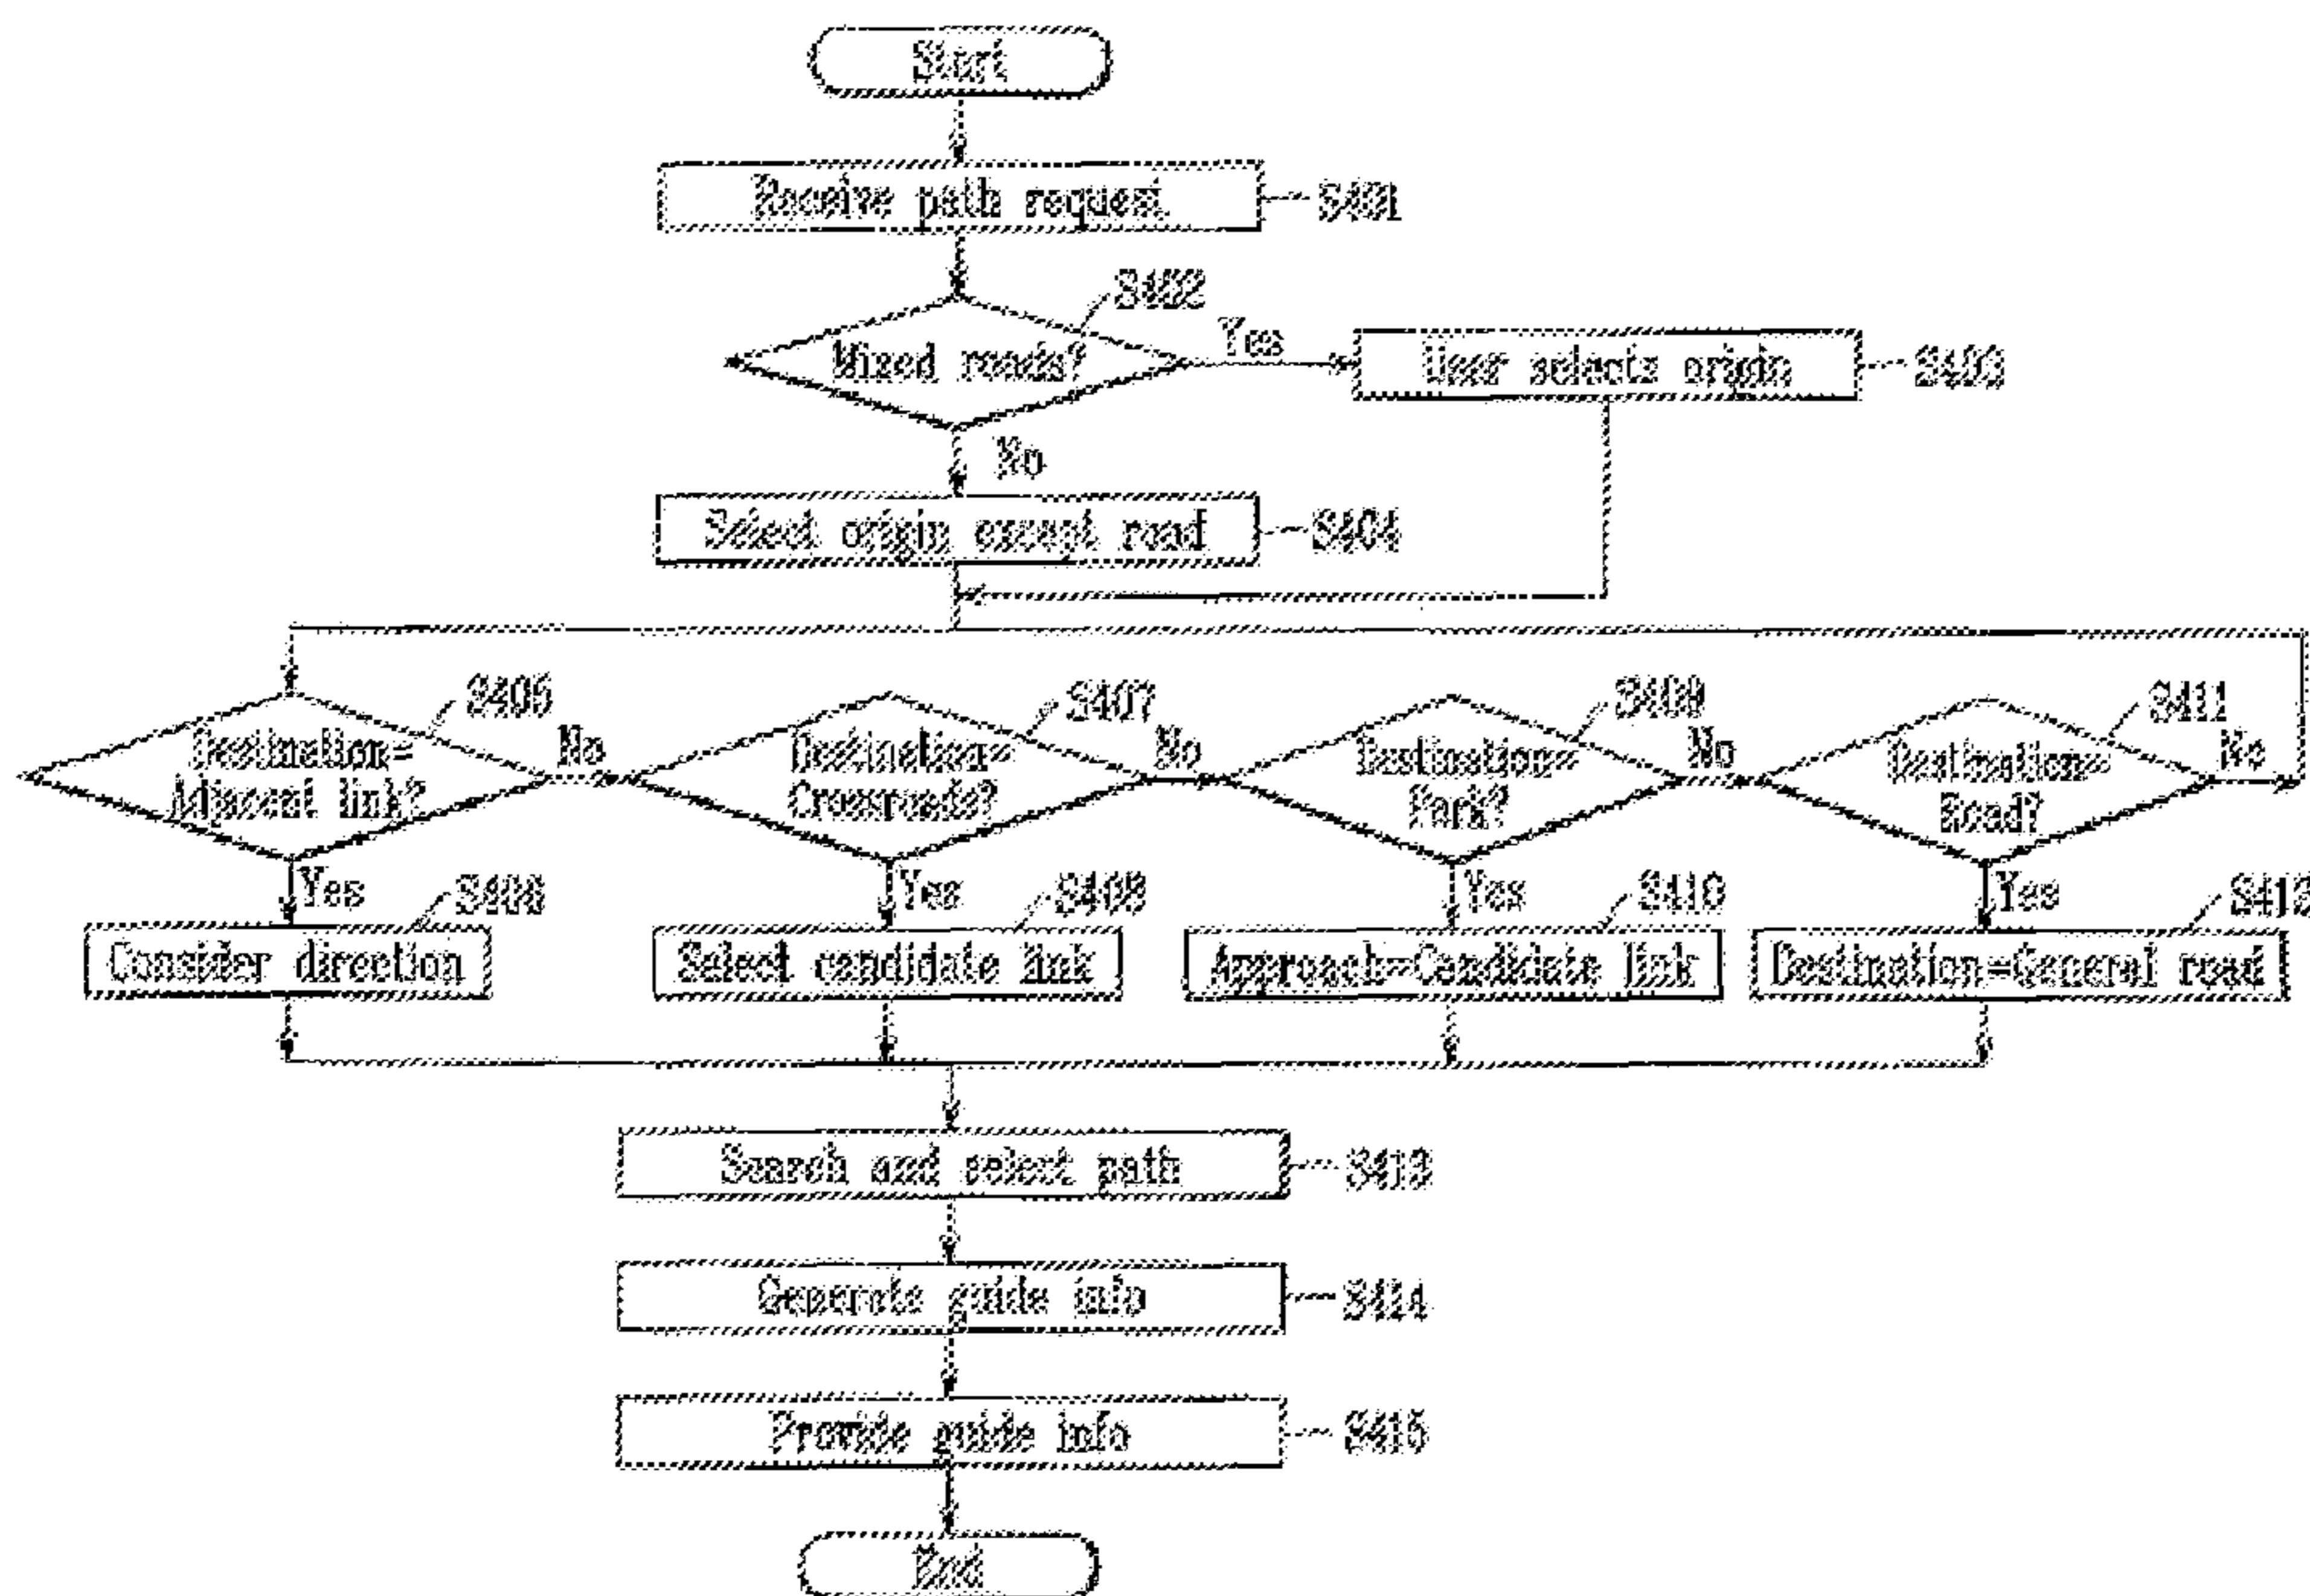 Start
Receive path request
S401
S402
Mixed roads?
Yes
User selects origin
S403
No
Select origin except road
S404
S405
Destination=
Adjacent link?
No
S407
Destination=
Crossroads?
No
S409
Destination=
Park?
No
S411
Destination=
Road?
No
Yes
S406
Consider direction
Yes
S408
Select candidate link
Yes
S410
Approach=Candidate link
Yes
S412
Destination=General road
Search and select path
S413
Generate guide info
S414
Provide guide info
S415
End